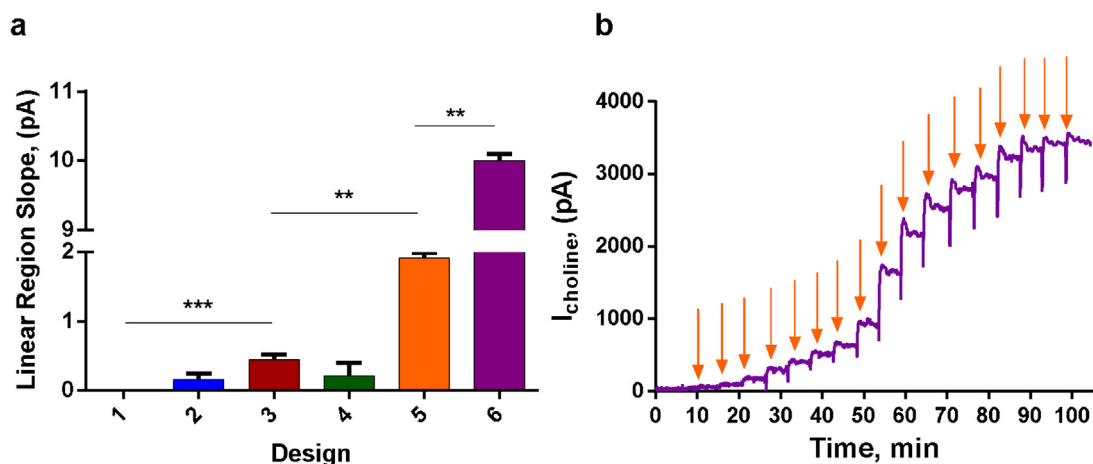 a
Linear Region Slope, (pA)
11
10
9
2
1
0
***
**
**
1 2 3 4 5 6
Design
b
I choline, (pA)
4000
3000
2000
1000
0
0 10 20 30 40 50 60 70 80 90 100
Time, min